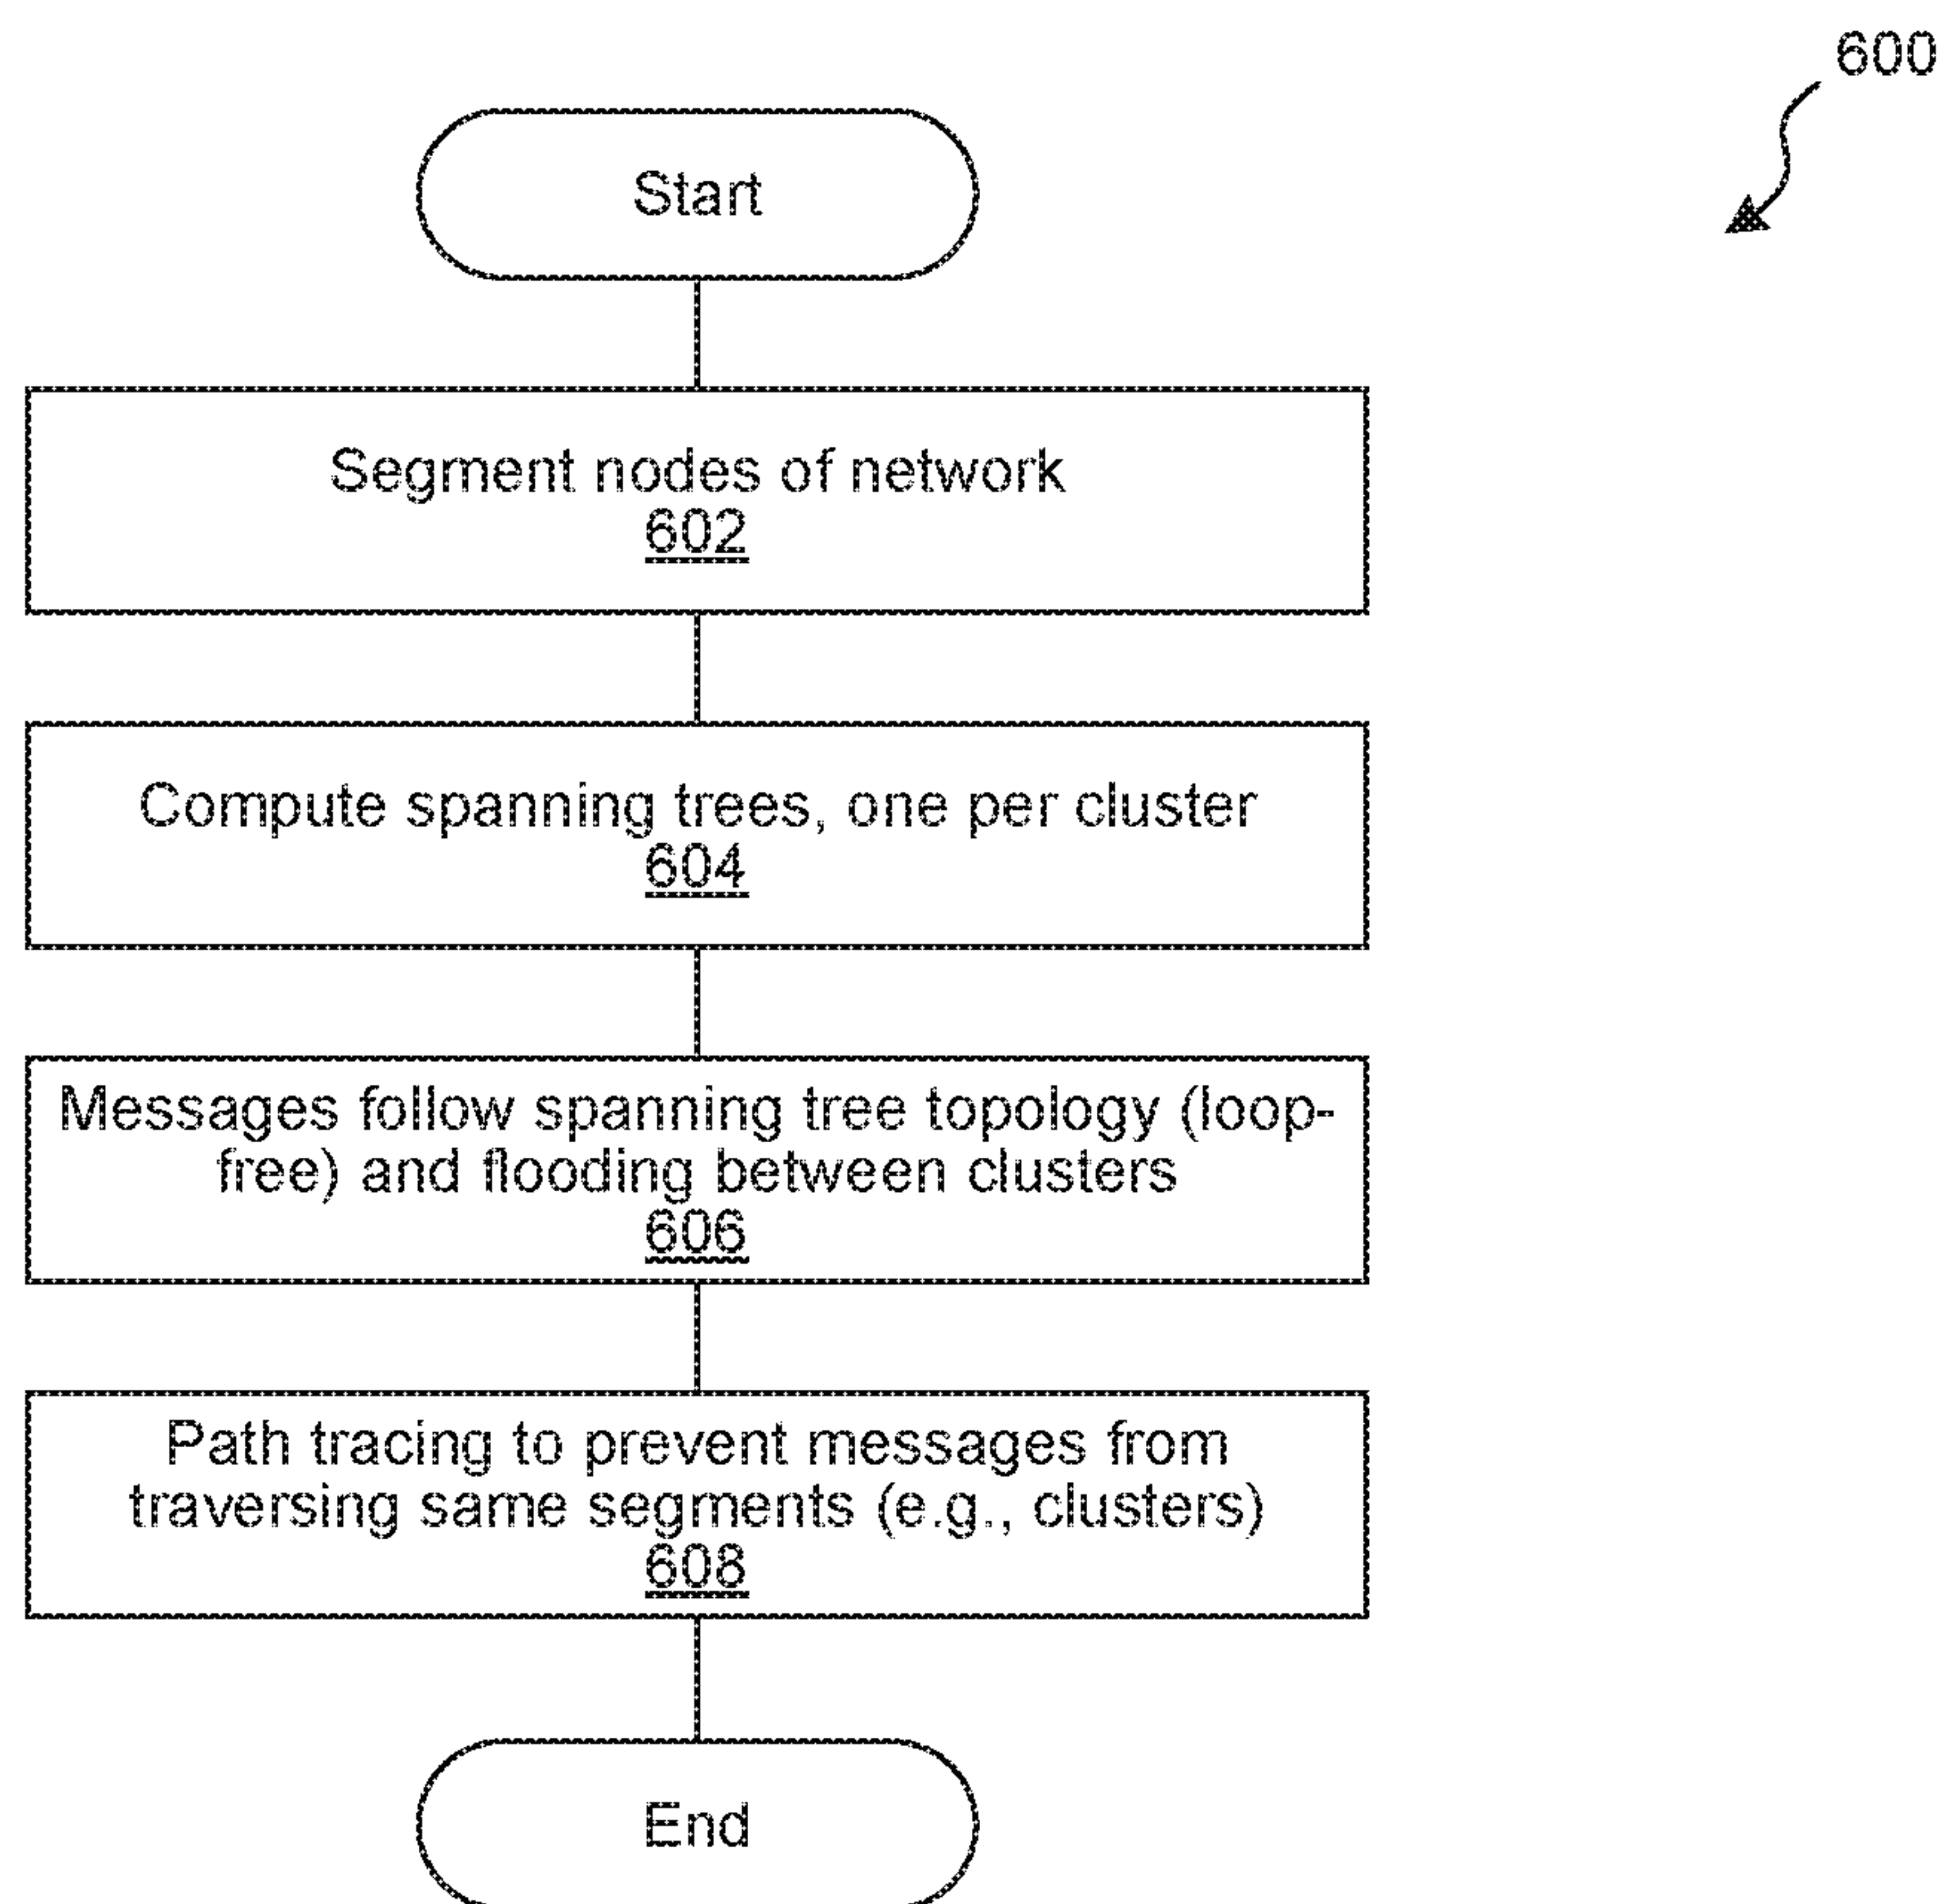 600
Start
Segment nodes of network
602
Compute spanning trees, one per cluster
604
Messages follow spanning tree topology (loop-
free) and flooding between clusters
606
Path tracing to prevent messages from
traversing same segments (e.g., clusters)
608
End